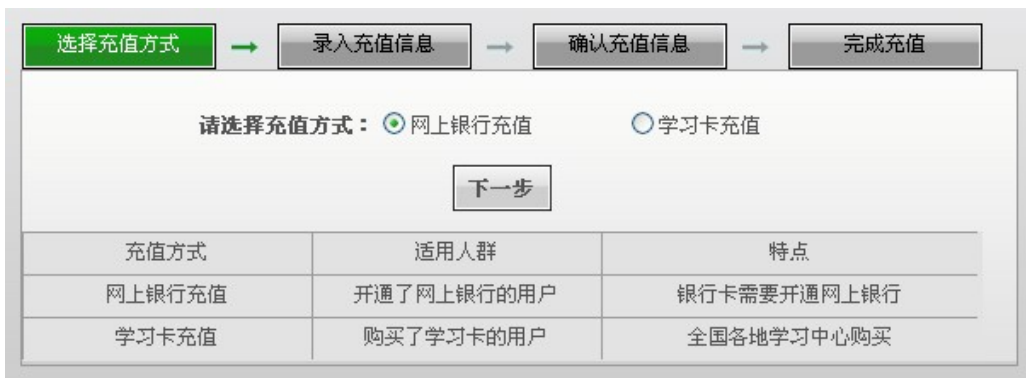 选择充值方式 → 录入充值信息 → 确认充值信息 → 完成充值
请选择充值方式： 网上银行充值 学习卡充值
下一步
充值方式 适用人群 特点
网上银行充值 开通了网上银行的用户 银行卡需要开通网上银行
学习卡充值 购买了学习卡的用户 全国各地学习中心购买